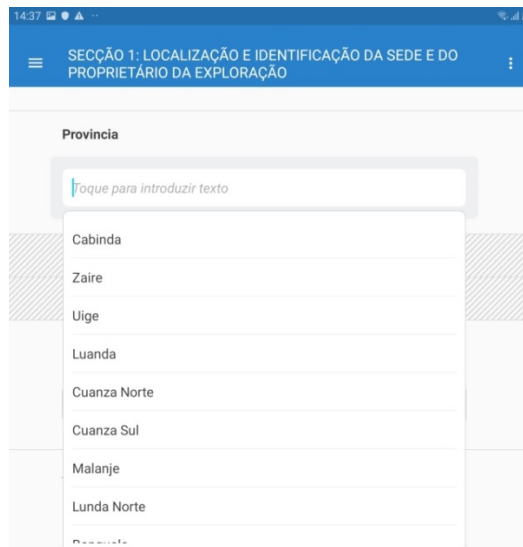 14:37
SECÇÃO 1: LOCALIZAÇÃO E IDENTIFICAÇÃO DA SEDE E DO
PROPRIETÁRIO DA EXPLORAÇÃO
Provincia
Toque para introduzir texto
Cabinda
Zaire
Uige
Luanda
Cuanza Norte
Cuanza Sul
Malanje
Lunda Norte